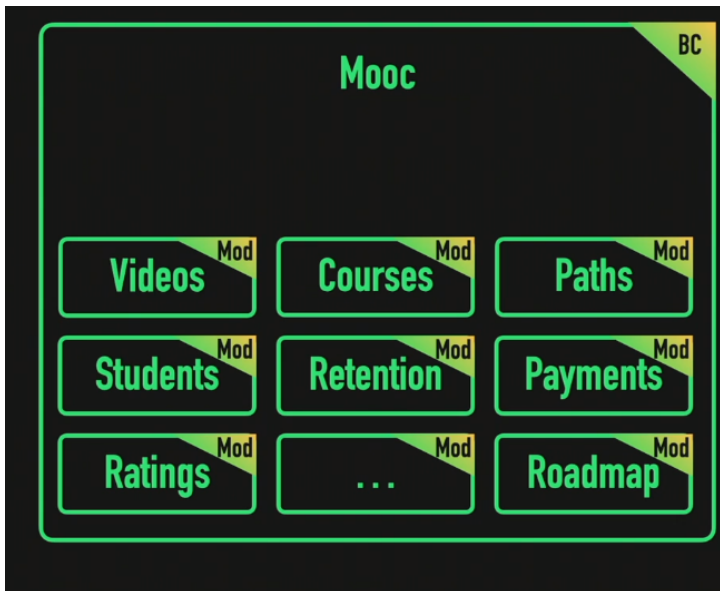 BC
Mooc
Mod
Mod
Mod
Videos
Courses
Paths
Mod
Mod
Mod
Students
Retention
Payments
Mod
Mod
Mod
Ratings
...
Roadmap